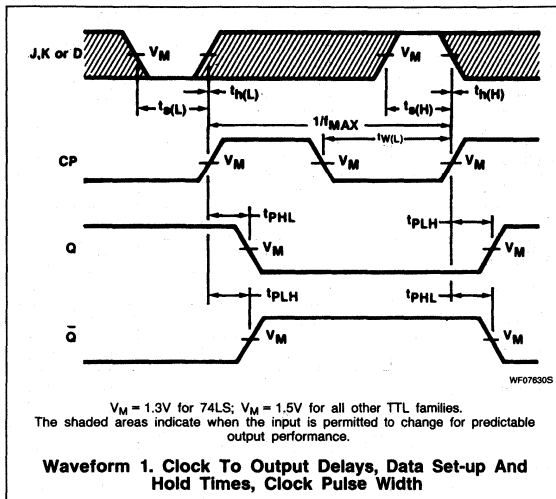 J,K or D
VM
th(L)
ts(L)
ts(H)
th(H)
1/fMAX
tW(L)
CP
VM
VM
VM
tPHL
tPLH
Q
VM
VM
tPLH
tPHL
Q̅
VM
VM
WF07630S
VM = 1.3V for 74LS; VM = 1.5V for all other TTL families.
The shaded areas indicate when the input is permitted to change for predictable
output performance.
Waveform 1. Clock To Output Delays, Data Set-up And
Hold Times, Clock Pulse Width